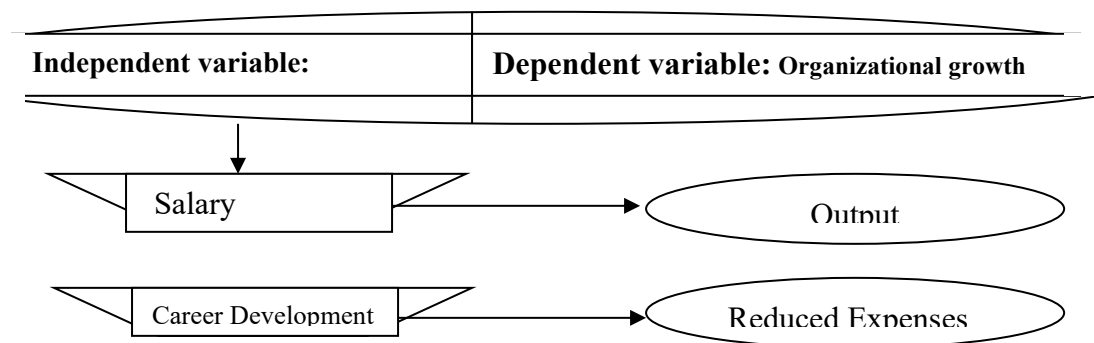 Independent variable:
Dependent variable: Organizational growth
Salary
Output
Career Development
Reduced Expenses